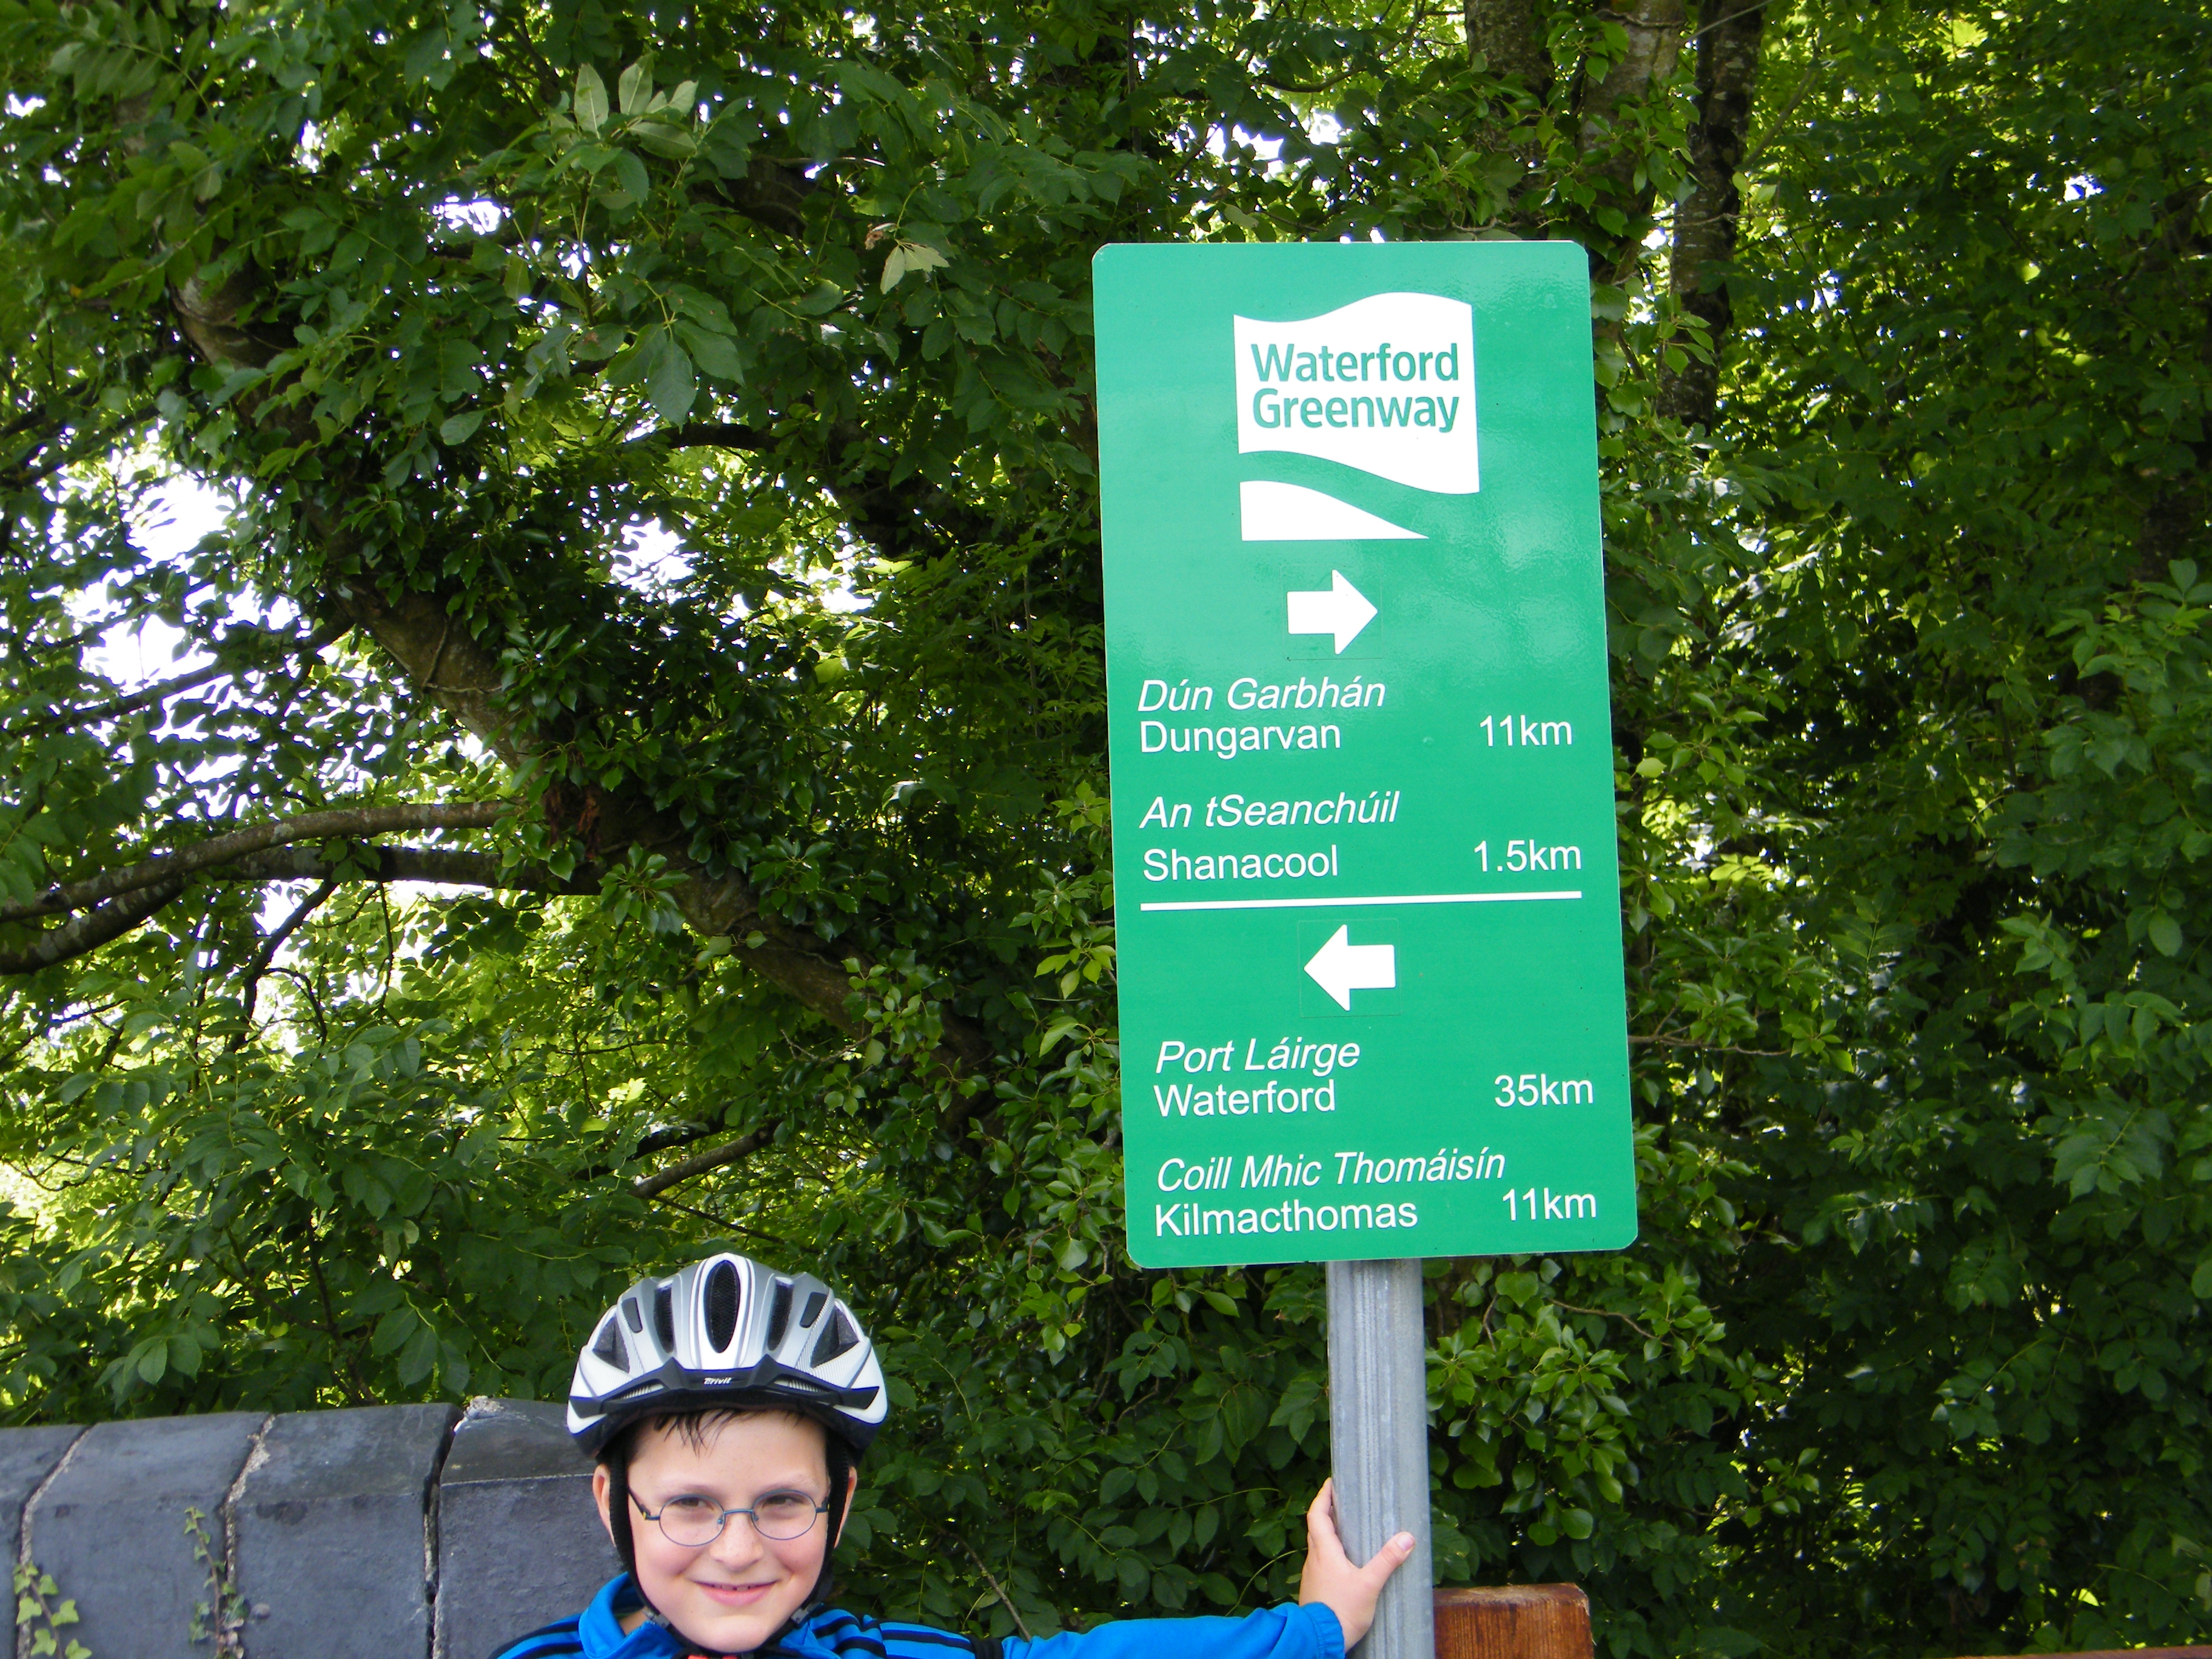 Waterford
Greenway
Dún Garbhán
Dungarvan 11km
An tSeanchúil
Shanacool 1.5km
Port Láirge
Waterford 35km
Coill Mhic Thomáisín
Kilmacthomas 11km